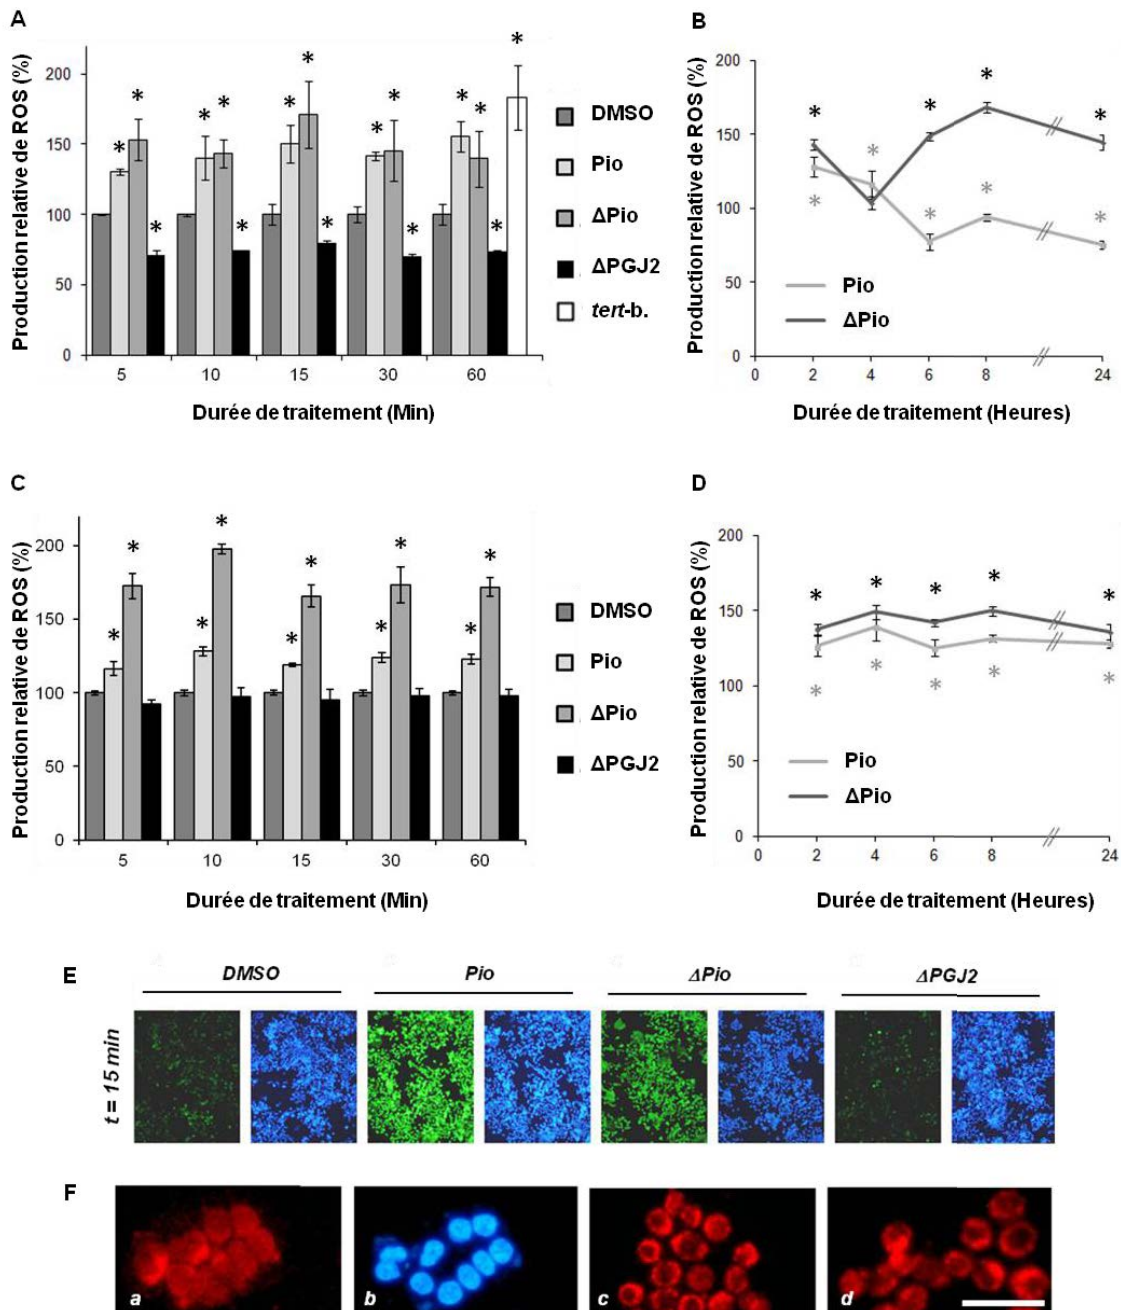 A
Production relative de ROS (%)
200
150
100
50
0
* * * * * * * * * * * * * * * *
5 10 15 30 60
Durée de traitement (Min)
DMSO
Pio
ΔPio
ΔPGJ2
tert-b.
B
Production relative de ROS (%)
200
150
100
50
0
* * * *
* * * * *
Pio
ΔPio
0 2 4 6 8 24
Durée de traitement (Heures)
C
Production relative de ROS (%)
200
150
100
50
0
* * * * * * * * * *
5 10 15 30 60
Durée de traitement (Min)
DMSO
Pio
ΔPio
ΔPGJ2
D
Production relative de ROS (%)
200
150
100
50
0
* * * * *
* * * * *
Pio
ΔPio
0 2 4 6 8 24
Durée de traitement (Heures)
E
DMSO Pio ΔPio ΔPGJ2
t = 15 min
F
a b c d